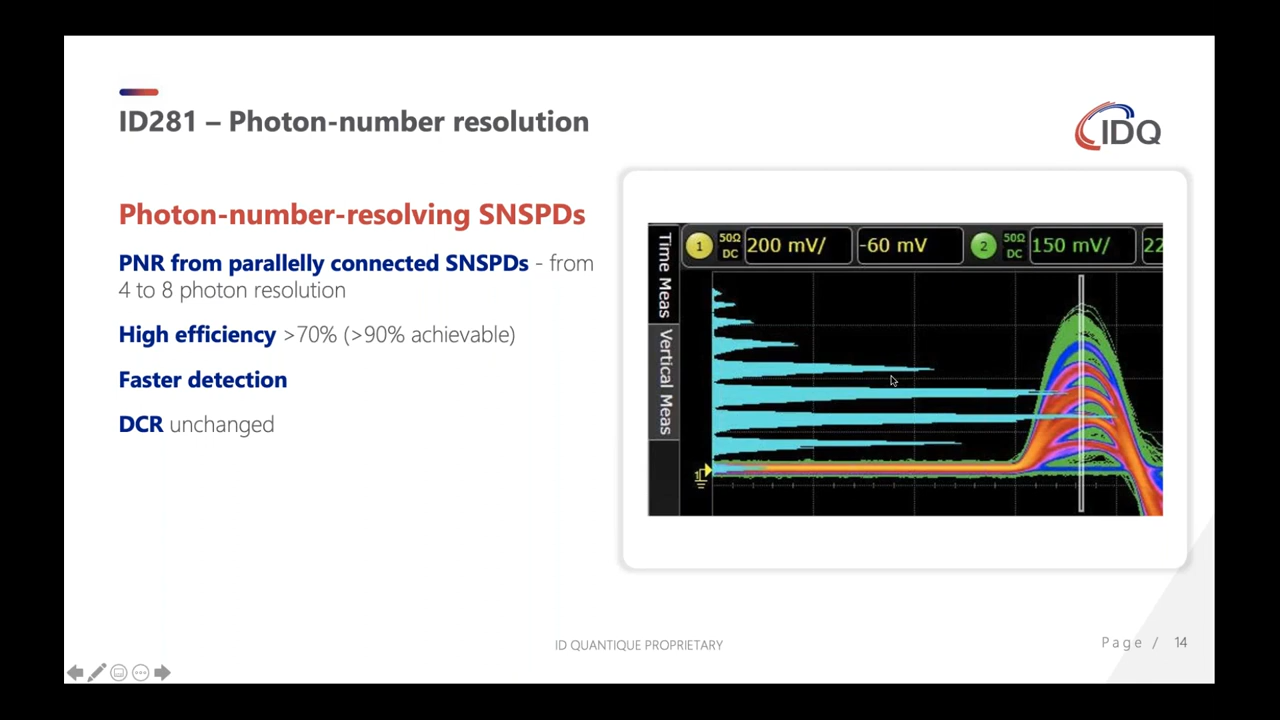 ID281 – Photon-number resolution
IDQ
Photon-number-resolving SNSPDs
PNR from parallelly connected SNSPDs - from
4 to 8 photon resolution
High efficiency >70% (>90% achievable)
Faster detection
DCR unchanged
Time Meas
Vertical Meas
1 50Ω DC 200 mV/ -60 mV 2 50Ω DC 150 mV/ 22
ID QUANTIQUE PROPRIETARY
Page / 14